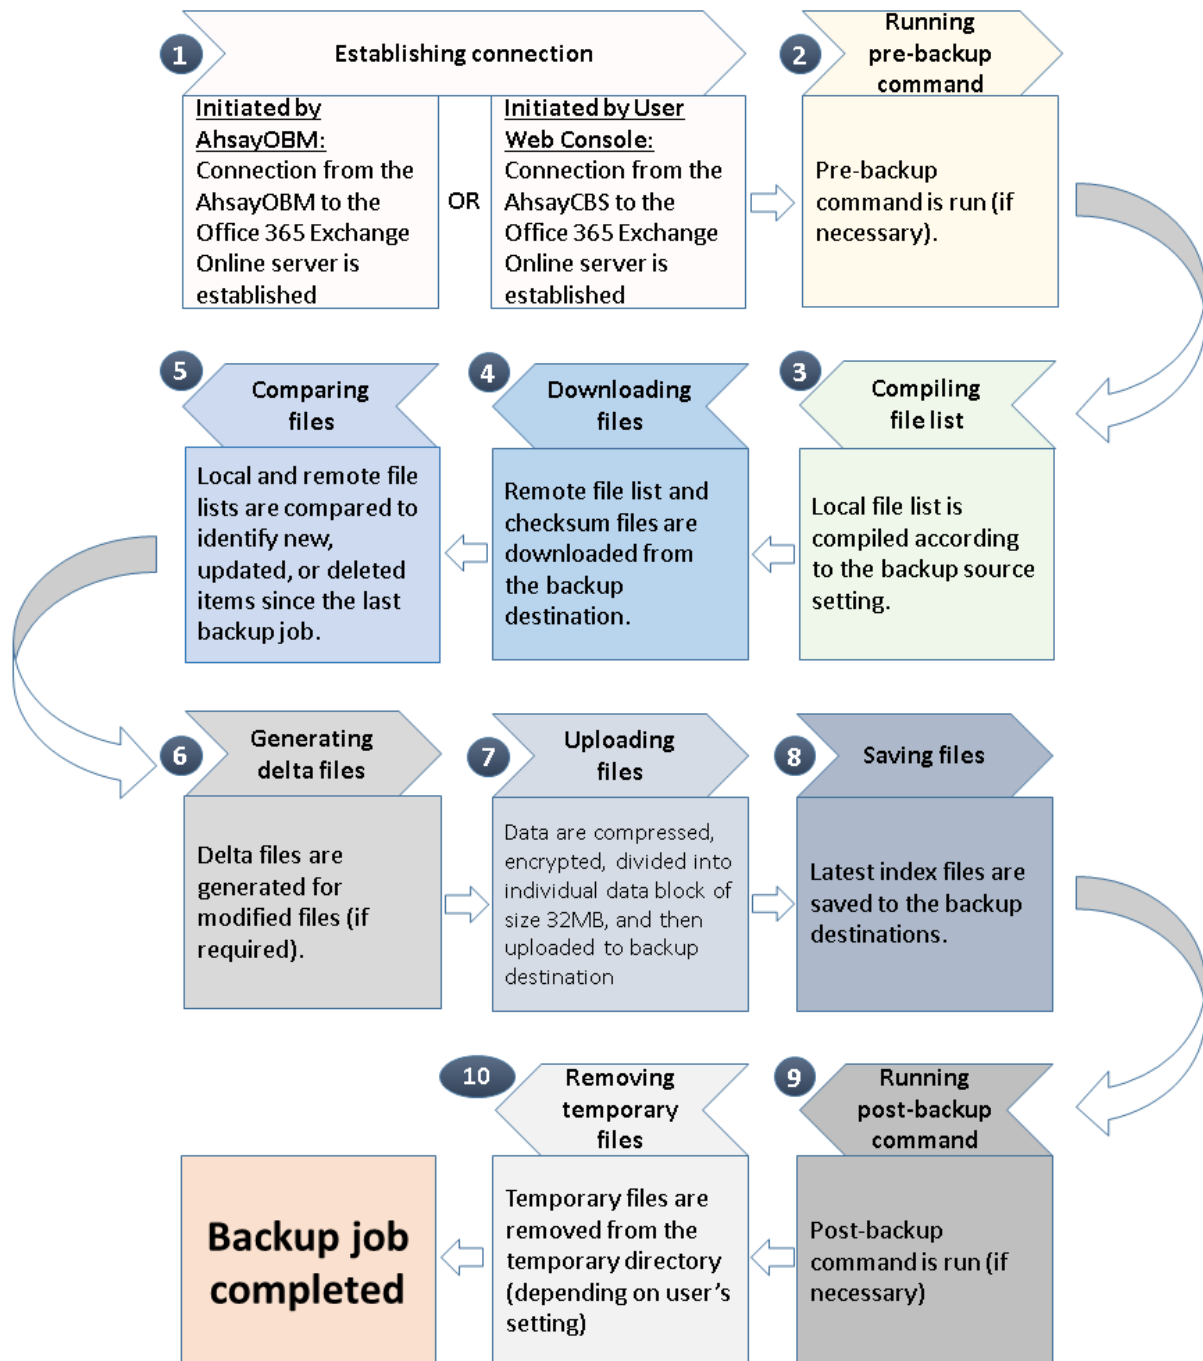 1
Establishing connection
Initiated by
AhsayOBM:
Connection from the
AhsayOBM to the
Office 365 Exchange
Online server is
established
OR
Initiated by User
Web Console:
Connection from the
AhsayCBS to the
Office 365 Exchange
Online server is
established
2
Running
pre-backup
command
Pre-backup
command is run (if
necessary).
3
Compiling
file list
Local file list is
compiled according
to the backup source
setting.
4
Downloading
files
Remote file list and
checksum files are
downloaded from
the backup
destination.
5
Comparing
files
Local and remote file
lists are compared to
identify new,
updated, or deleted
items since the last
backup job.
6
Generating
delta files
Delta files are
generated for
modified files (if
required).
7
Uploading
files
Data are compressed,
encrypted, divided into
individual data block of
size 32MB, and then
uploaded to backup
destination
8
Saving files
Latest index files are
saved to the backup
destinations.
9
Running
post-backup
command
Post-backup
command is run (if
necessary)
10
Removing
temporary
files
Temporary files are
removed from the
temporary directory
(depending on user's
setting)
Backup job
completed